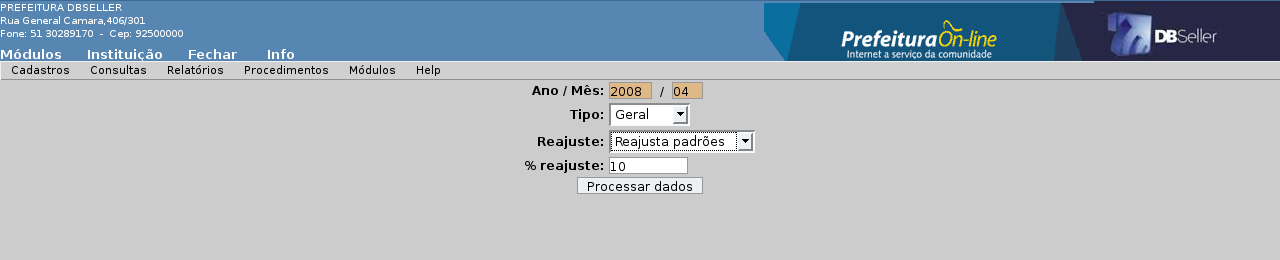 PREFEITURA DBSELLER
Rua General Camara,406/301
Fone: 51 30289170 - Cep: 92500000
Prefeitura On-line
Internet a serviço da comunidade
DBSeller
Módulos Instituição Fechar Info
Cadastros Consultas Relatórios Procedimentos Módulos Help
Ano / Mês: 2008 / 04
Tipo: Geral
Reajuste: Reajusta padrões
% reajuste: 10
Processar dados